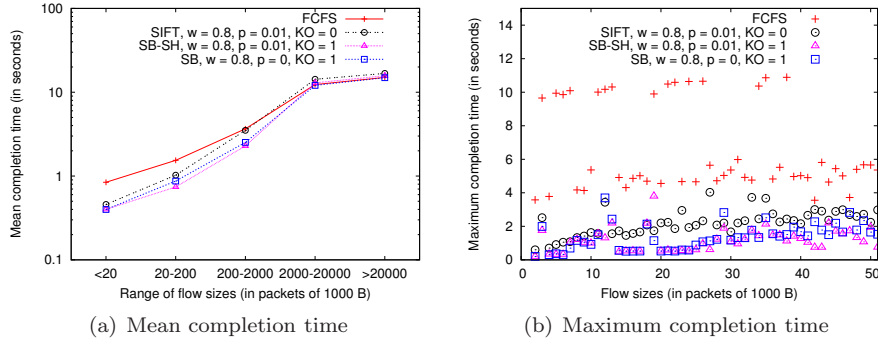 FCFS
SIFT, w = 0.8, p = 0.01, KO = 0
SB-SH, w = 0.8, p = 0.01, KO = 1
SB, w = 0.8, p = 0, KO = 1
100
10
1
0.1
Mean completion time (in seconds)
<20
20-200
200-2000
2000-20000
>20000
Range of flow sizes (in packets of 1000 B)
(a) Mean completion time
FCFS
SIFT, w = 0.8, p = 0.01, KO = 0
SB-SH, w = 0.8, p = 0.01, KO = 1
SB, w = 0.8, p = 0, KO = 1
14
12
10
8
6
4
2
0
Maximum completion time (in seconds)
0
10
20
30
40
50
Flow sizes (in packets of 1000 B)
(b) Maximum completion time